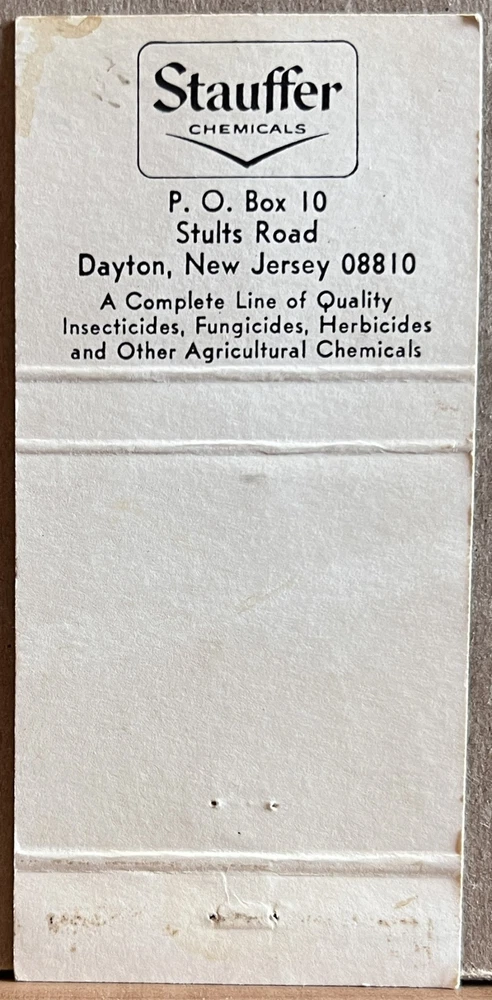 Stauffer
CHEMICALS
P. O. Box 10
Stults Road
Dayton, New Jersey 08810
A Complete Line of Quality
Insecticides, Fungicides, Herbicides
and Other Agricultural Chemicals